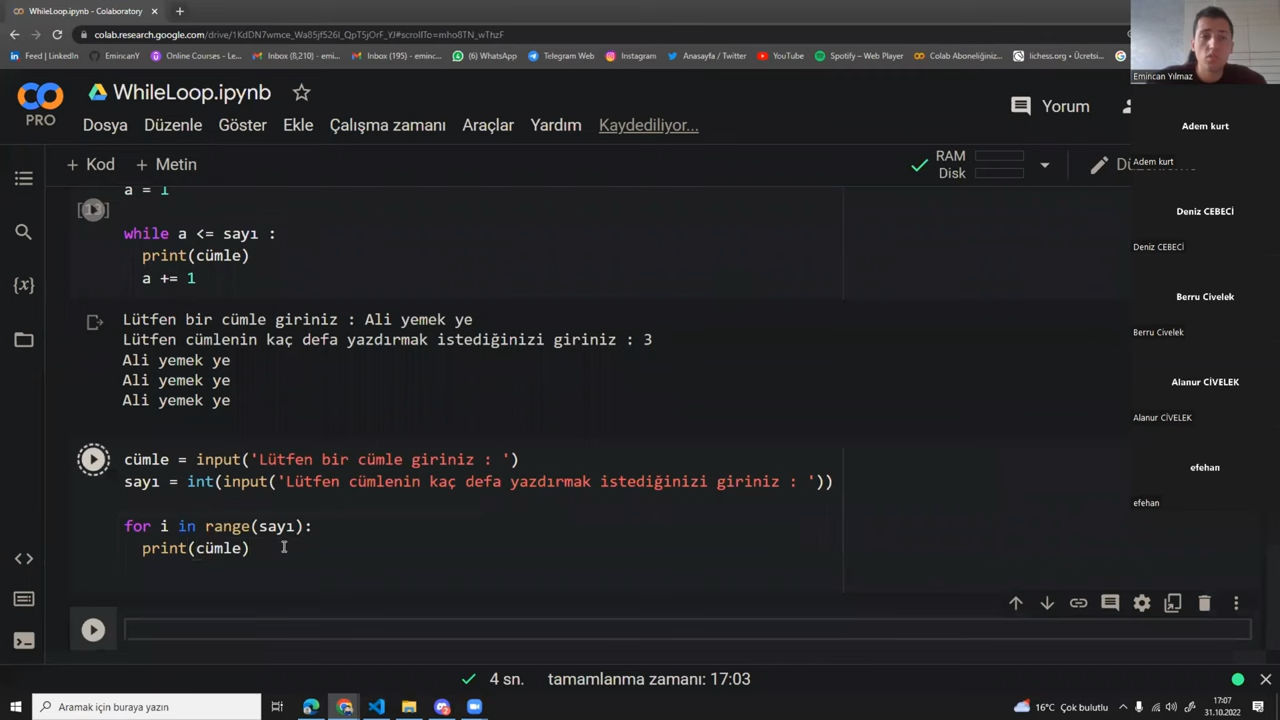 WhileLoop.ipynb - Colaboratory
colab.research.google.com/drive/1KdDN7wmce_Wa85jf526I_QpT5jOrF_YJ#scrollTo=mho8TN_wThzF
Feed | LinkedIn
EmincanY
Online Courses - Le...
Inbox (8,210) - emi...
Inbox (195) - eminc...
(6) WhatsApp
Telegram Web
Instagram
Anasayfa / Twitter
YouTube
Spotify – Web Player
Colab Aboneliğiniz...
lichess.org • Ücretsi...
Emincan Yılmaz
WhileLoop.ipynb
PRO
Dosya Düzenle Göster Ekle Çalışma zamanı Araçlar Yardım Kaydediliyor...
Yorum
+ Kod + Metin
RAM
Disk
Adem kurt
Adem kurt
Deniz CEBECİ
Deniz CEBECİ
Berru Civelek
Berru Civelek
Alanur CİVELEK
Alanur CİVELEK
efehan
efehan
a = 1
while a <= sayı :
print(cümle)
a += 1
Lütfen bir cümle giriniz : Ali yemek ye
Lütfen cümlenin kaç defa yazdırmak istediğinizi giriniz : 3
Ali yemek ye
Ali yemek ye
Ali yemek ye
cümle = input('Lütfen bir cümle giriniz : ')
sayı = int(input('Lütfen cümlenin kaç defa yazdırmak istediğinizi giriniz : '))
for i in range(sayı):
print(cümle)
4 sn. tamamlanma zamanı: 17:03
Aramak için buraya yazın
16°C Çok bulutlu
17:07
31.10.2022